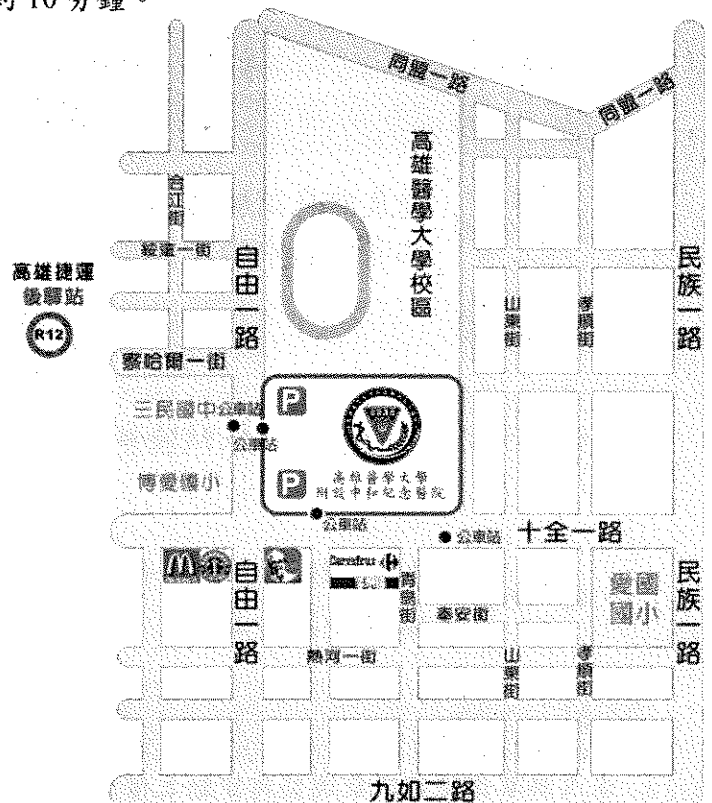 約 10 分鐘。
同盟一路
同盟一路
高雄醫學大學校區
合江街
綏遠一街
自由一路
民族一路
高雄捷運
後驛站
R12
山東街
孝順街
察哈爾一街
三民國中
公車站
P
公車站
博愛國小
P
高雄醫學大學
附設中和紀念醫院
公車站
公車站
十全一路
自由一路
Carrefour
青島街
愛國
國小
民族一路
奉安街
熱河一街
山東街
孝順街
九如二路